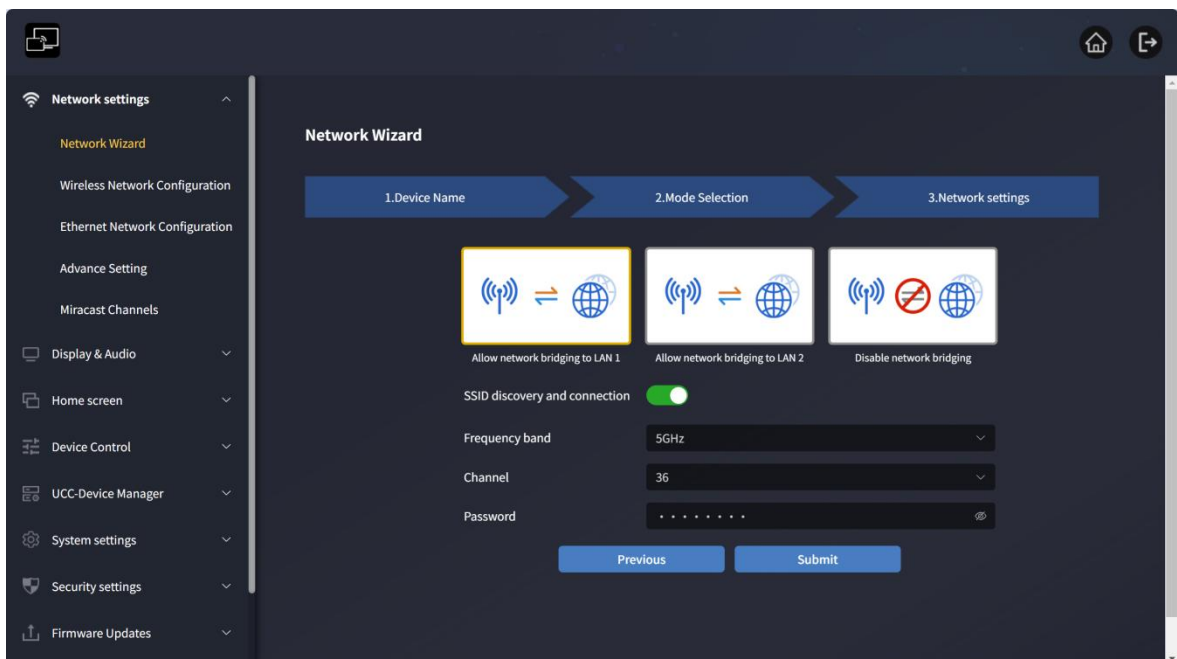 Network settings
Network Wizard
Wireless Network Configuration
Ethernet Network Configuration
Advance Setting
Miracast Channels
Display & Audio
Home screen
Device Control
UCC-Device Manager
System settings
Security settings
Firmware Updates
Network Wizard
1.Device Name
2.Mode Selection
3.Network settings
Allow network bridging to LAN 1
Allow network bridging to LAN 2
Disable network bridging
SSID discovery and connection
Frequency band
5GHz
Channel
36
Password
Previous
Submit